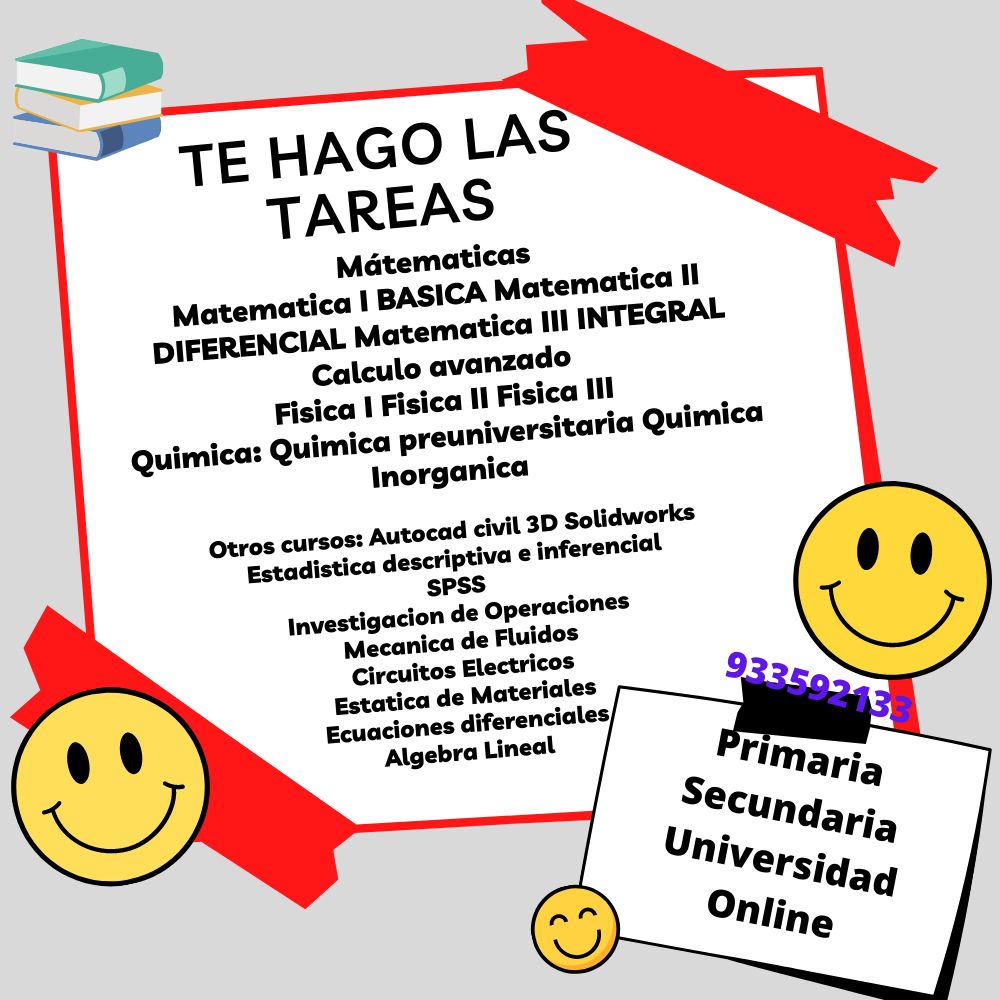 TE HAGO LAS
TAREAS
Mátematicas
Matematica I BASICA Matematica II
DIFERENCIAL Matematica III INTEGRAL
Calculo avanzado
Fisica I Fisica II Fisica III
Quimica: Quimica preuniversitaria Quimica
Inorganica
Otros cursos: Autocad civil 3D Solidworks
Estadistica descriptiva e inferencial
SPSS
Investigacion de Operaciones
Mecanica de Fluidos
Circuitos Electricos
Estatica de Materiales
Ecuaciones diferenciales
Algebra Lineal
933592133
Primaria
Secundaria
Universidad
Online